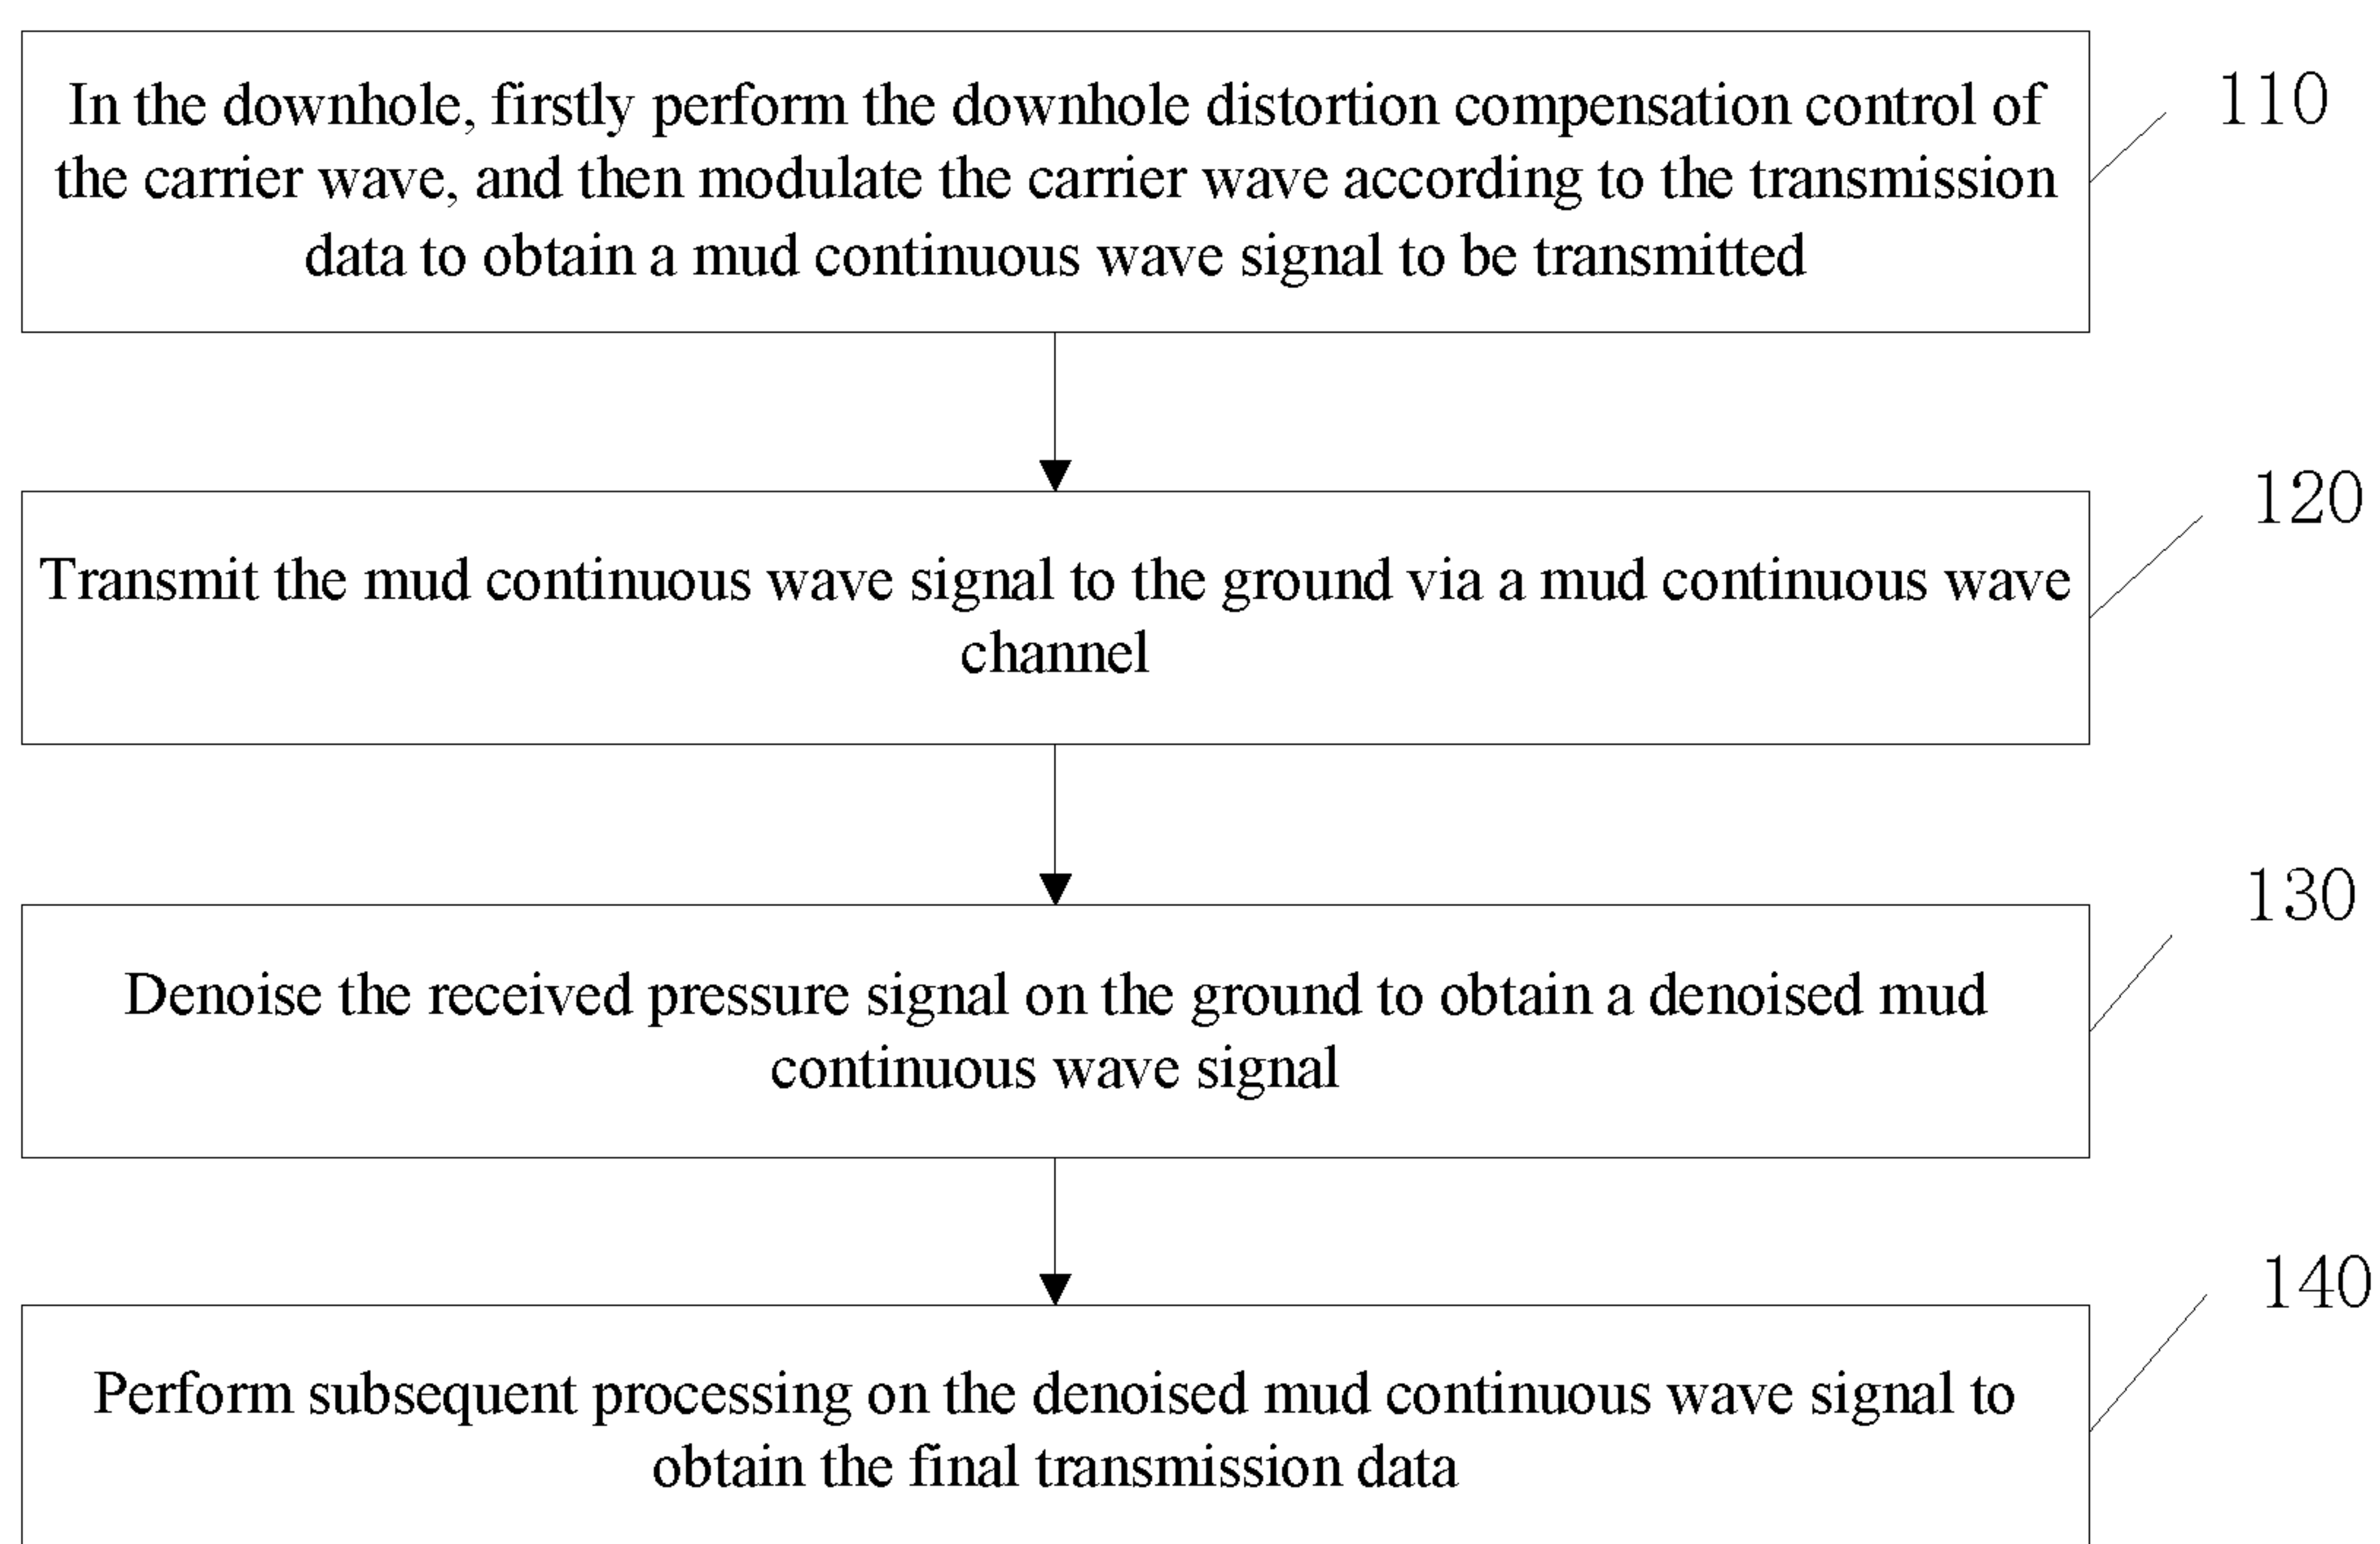 In the downhole, firstly perform the downhole distortion compensation control of
the carrier wave, and then modulate the carrier wave according to the transmission
data to obtain a mud continuous wave signal to be transmitted
110
Transmit the mud continuous wave signal to the ground via a mud continuous wave
channel
120
Denoise the received pressure signal on the ground to obtain a denoised mud
continuous wave signal
130
Perform subsequent processing on the denoised mud continuous wave signal to
obtain the final transmission data
140